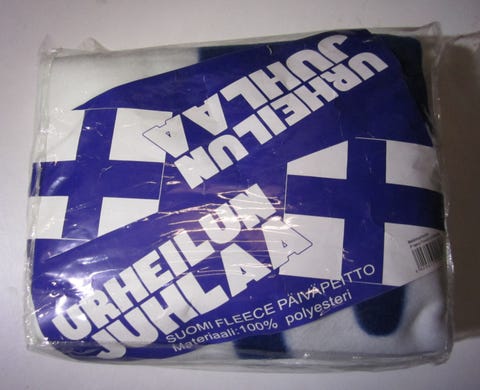 URHEILUN
JUHLAA
URHEILUN
JUHLAA
SUOMI FLEECE PÄIVÄPEITTO
Materiaali:100% polyesteri